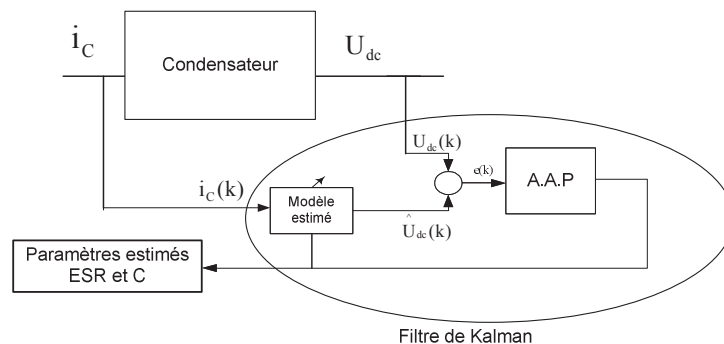 i_C
Condensateur
U_dc
U_dc(k)
e(k)
A.A.P
i_C(k)
Modèle
estimé
Û_dc(k)
Paramètres estimés
ESR et C
Filtre de Kalman